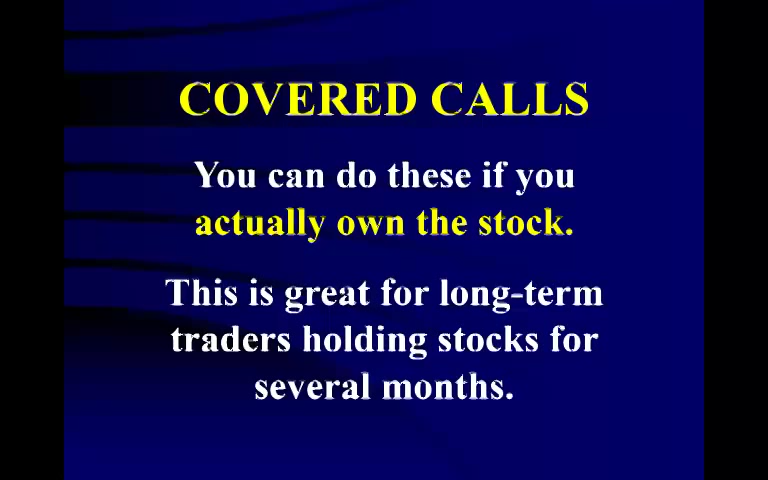 COVERED CALLS
You can do these if you
actually own the stock.
This is great for long-term
traders holding stocks for
several months.